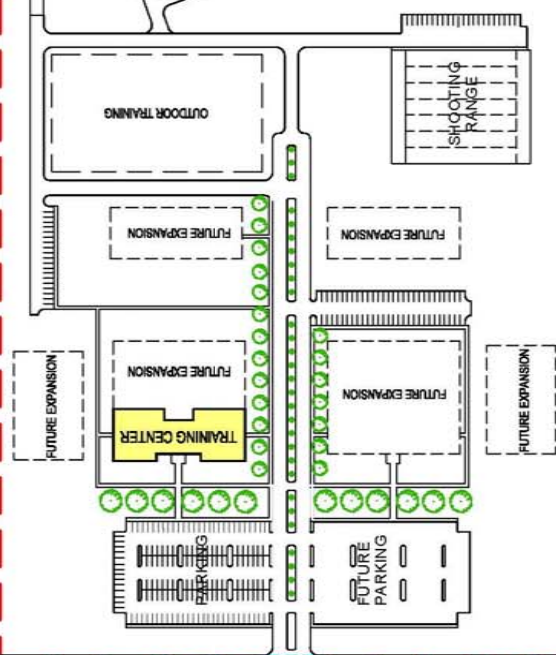 OUTDOOR TRAINING
SHOOTING
RANGE
FUTURE EXPANSION
FUTURE EXPANSION
FUTURE EXPANSION
FUTURE EXPANSION
FUTURE EXPANSION
FUTURE EXPANSION
TRAINING CENTER
PARKING
FUTURE
PARKING